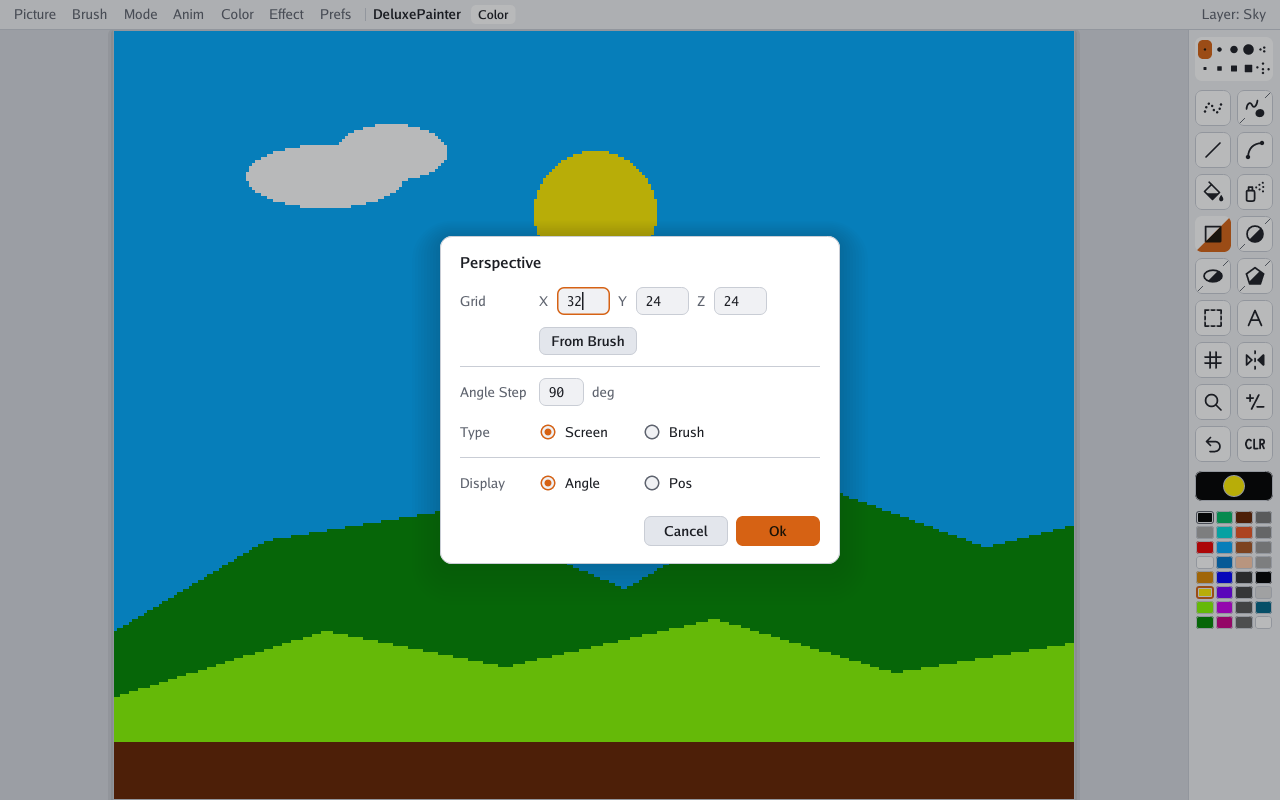 Picture Brush Mode Anim Color Effect Prefs DeluxePainter Color Layer: Sky
Perspective
Grid X 32 Y 24 Z 24
From Brush
Angle Step 90 deg
Type Screen Brush
Display Angle Pos
Cancel Ok
A
CLR